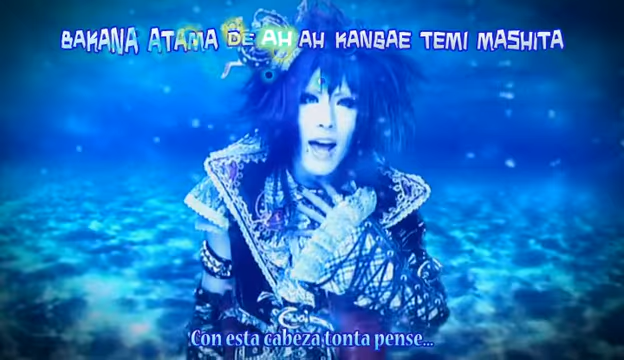 BAKANA ATAMA DE AH AH KANGAE TEMI MASHITA
Con esta cabeza tonta pense...